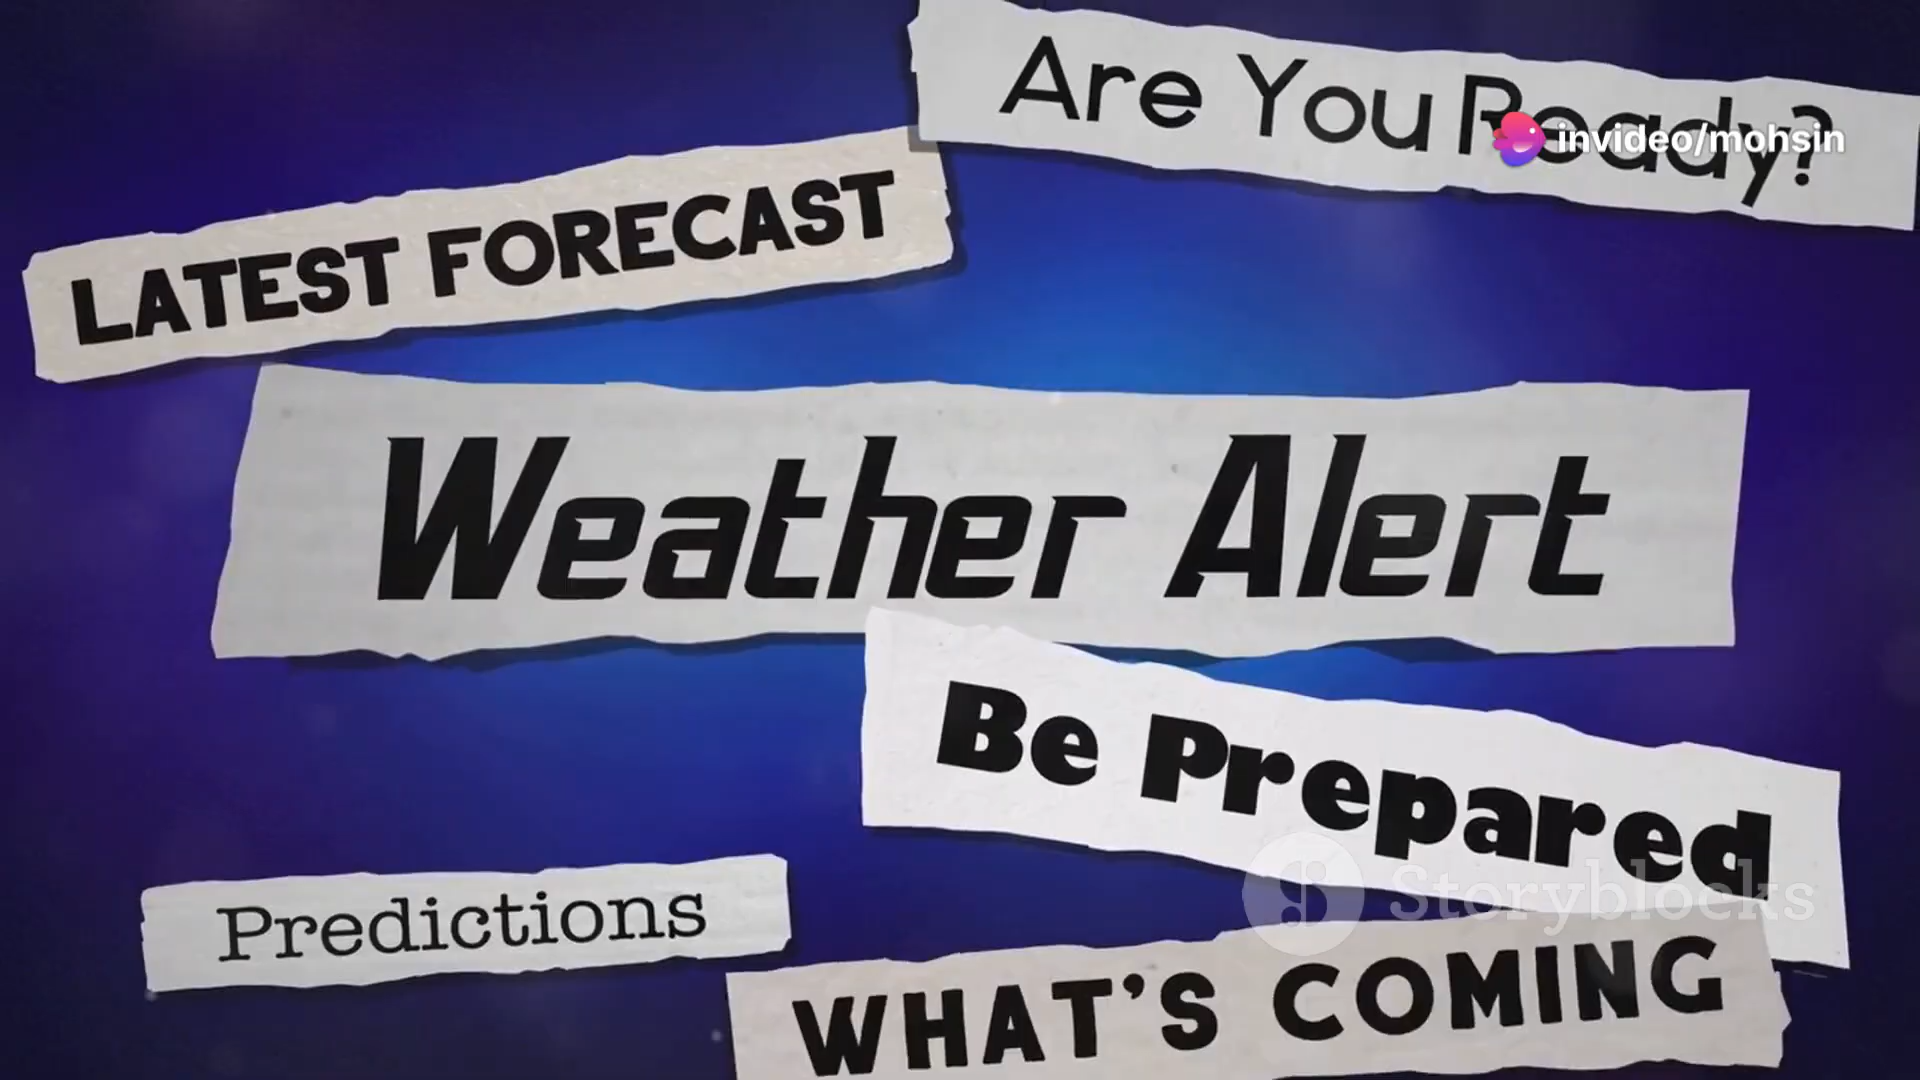 Are You Ready?
invideo/mohsin
LATEST FORECAST
Weather Alert
Be Prepared
Storyblocks
Predictions
WHAT'S COMING